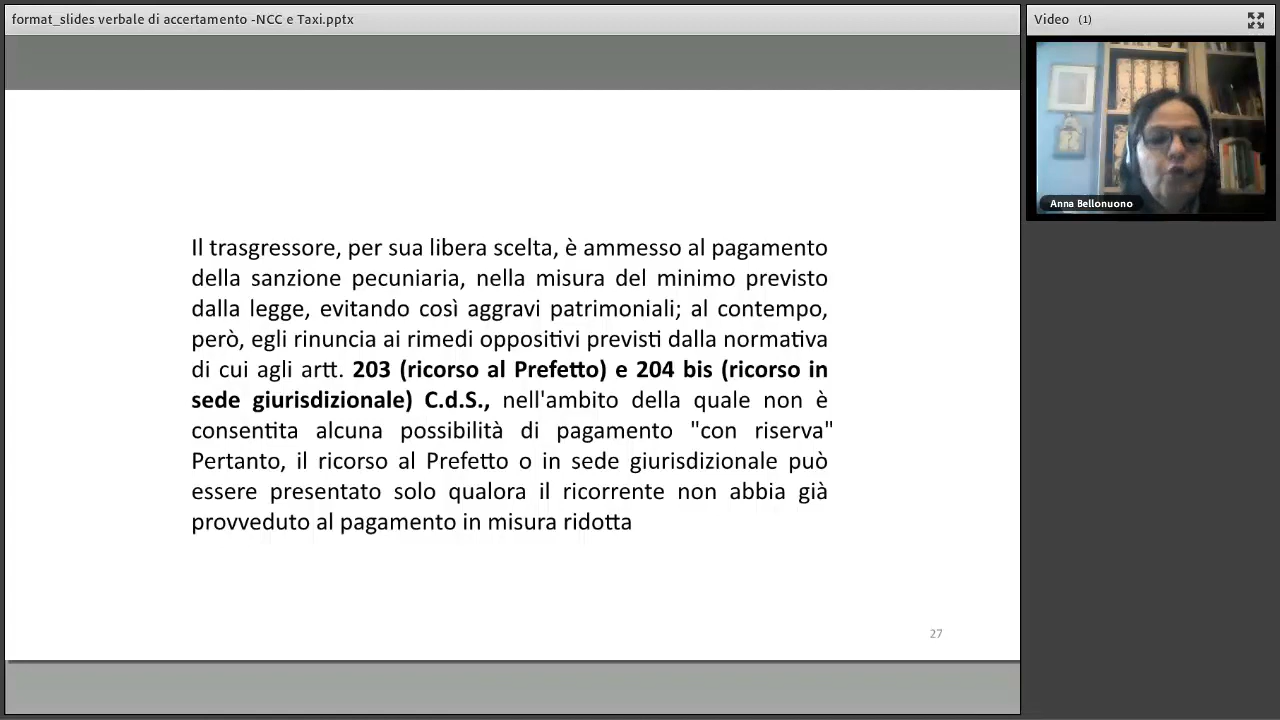 format_slides verbale di accertamento -NCC e Taxi.pptx
Video (1)
Anna Bellonuono
Il trasgressore, per sua libera scelta, è ammesso al pagamento
della sanzione pecuniaria, nella misura del minimo previsto
dalla legge, evitando così aggravi patrimoniali; al contempo,
però, egli rinuncia ai rimedi oppositivi previsti dalla normativa
di cui agli artt. 203 (ricorso al Prefetto) e 204 bis (ricorso in
sede giurisdizionale) C.d.S., nell'ambito della quale non è
consentita alcuna possibilità di pagamento "con riserva"
Pertanto, il ricorso al Prefetto o in sede giurisdizionale può
essere presentato solo qualora il ricorrente non abbia già
provveduto al pagamento in misura ridotta
27